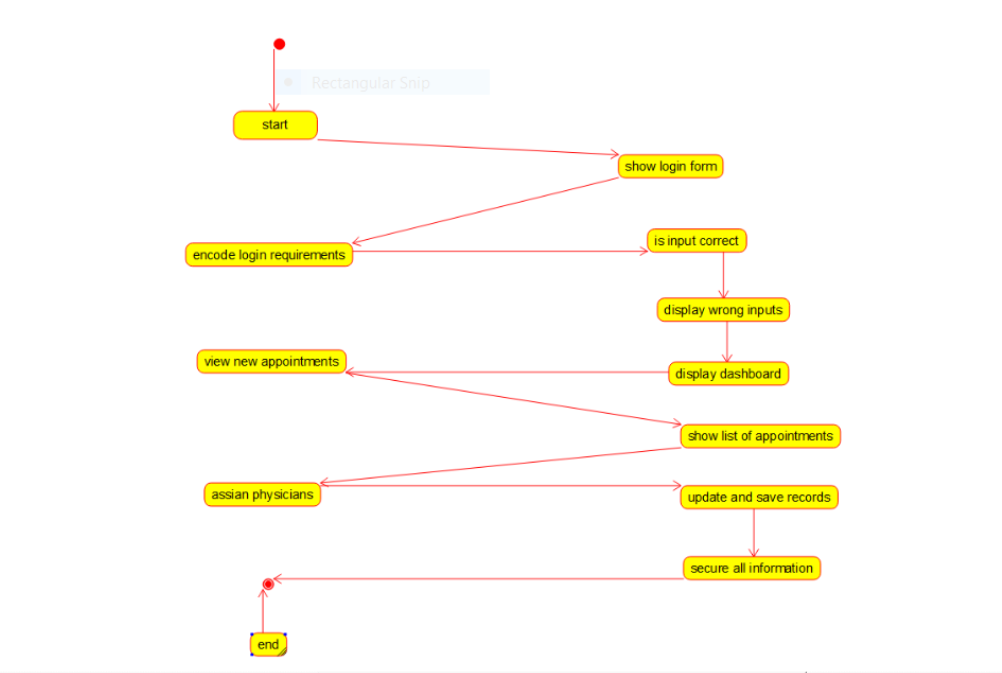 Rectangular Snip
start
show login form
encode login requirements
is input correct
display wrong inputs
view new appointments
display dashboard
show list of appointments
assian physicians
update and save records
secure all information
end